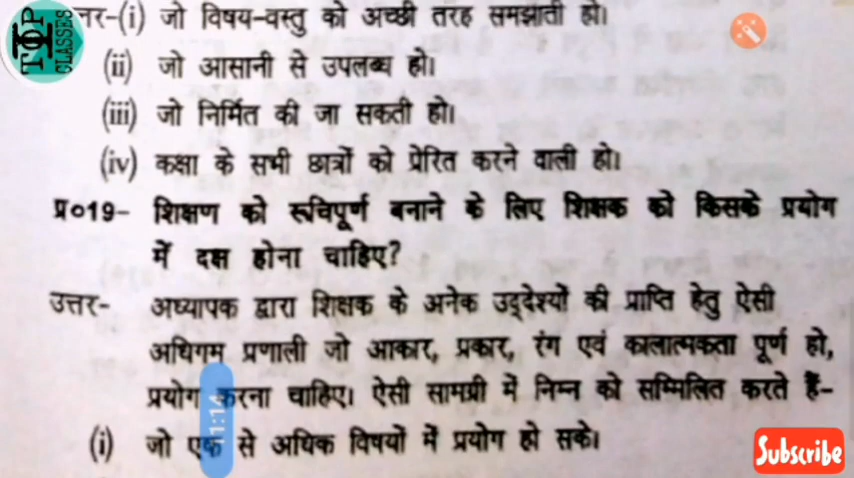 TOP
CLASSES
त्तर-(i) जो विषय-वस्तु को अच्छी तरह समझाती हो।
(ii) जो आसानी से उपलब्ध हो।
(iii) जो निर्मित की जा सकती हो।
(iv) कक्षा के सभी छात्रों को प्रेरित करने वाली हो।
प्र०19- शिक्षण को रूचिपूर्ण बनाने के लिए शिक्षक को किसके प्रयोग
में दक्ष होना चाहिए?
उत्तर- अध्यापक द्वारा शिक्षक के अनेक उद्देश्यों की प्राप्ति हेतु ऐसी
अधिगम प्रणाली जो आकार, प्रकार, रंग एवं कालात्मकता पूर्ण हो,
प्रयोग करना चाहिए। ऐसी सामग्री में निम्न को सम्मिलित करते हैं-
(i) जो एक से अधिक विषयों में प्रयोग हो सके।
11:14
Subscribe